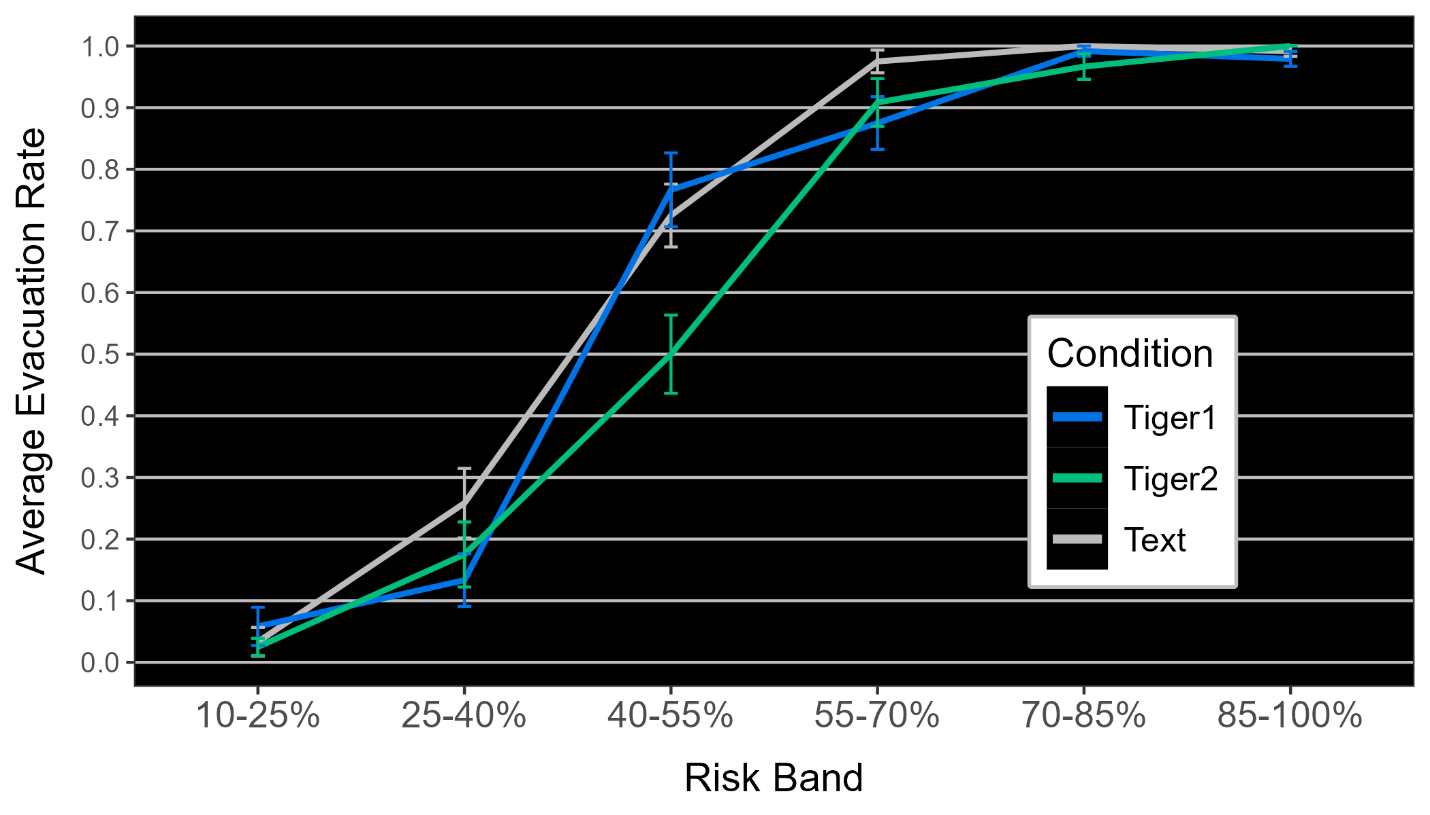 Average Evacuation Rate
1.0
0.9
0.8
0.7
0.6
0.5
0.4
0.3
0.2
0.1
0.0
Condition
Tiger1
Tiger2
Text
10-25% 25-40% 40-55% 55-70% 70-85% 85-100%
Risk Band